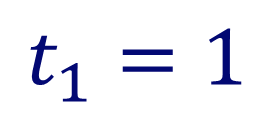 t₁ = 1